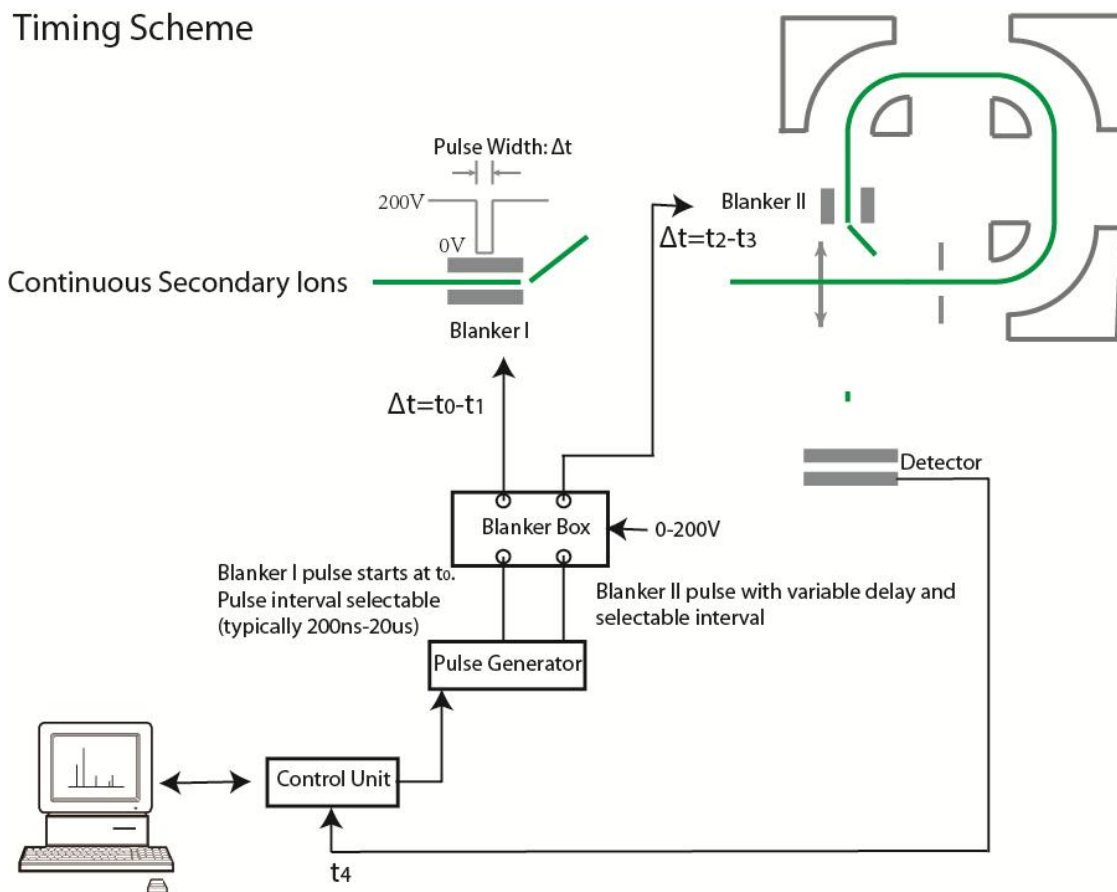 Timing Scheme
Pulse Width: Δt
200V
0V
Continuous Secondary Ions
Blanker I
Blanker II
Δt=t2-t3
Δt=t0-t1
Detector
Blanker Box
0-200V
Blanker I pulse starts at t0.
Pulse interval selectable
(typically 200ns-20us)
Blanker II pulse with variable delay and
selectable interval
Pulse Generator
Control Unit
t4